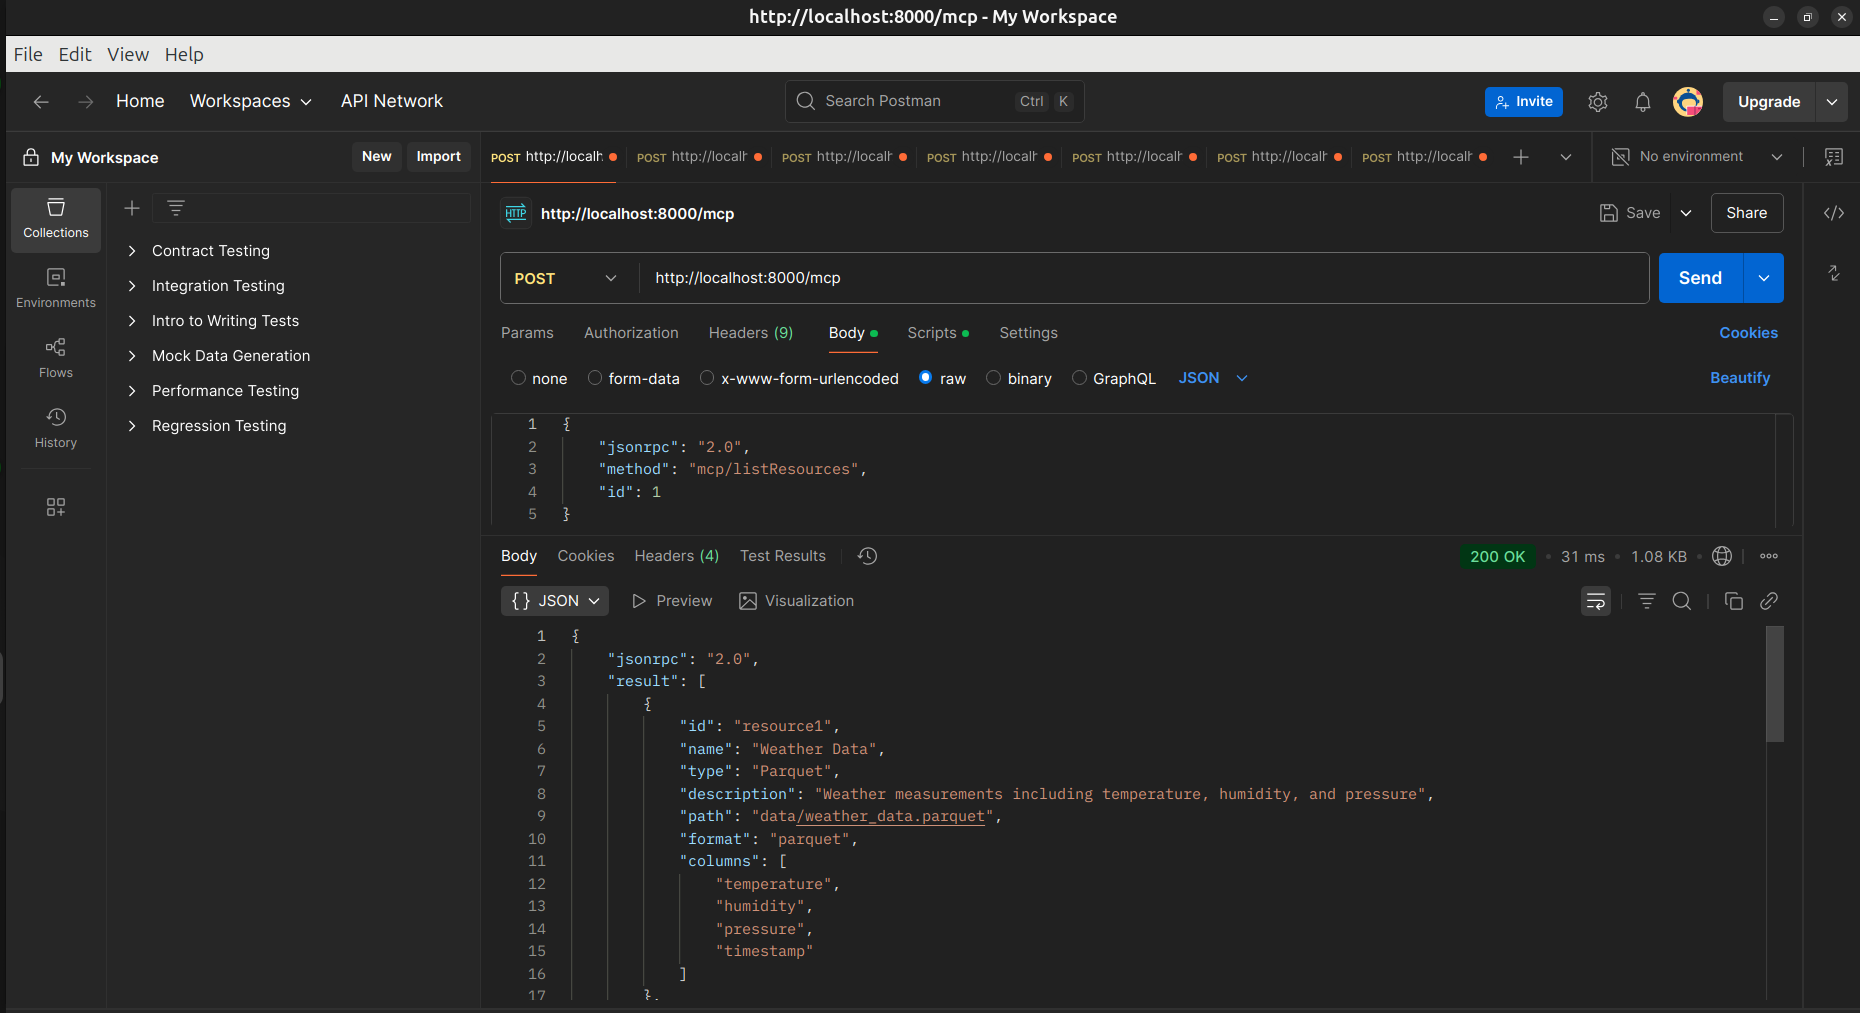 http://localhost:8000/mcp - My Workspace
File Edit View Help
Home Workspaces API Network
Search Postman Ctrl K
Invite Upgrade
My Workspace New Import
POST http://localh POST http://localh POST http://localh POST http://localh POST http://localh POST http://localh POST http://localh
No environment
Collections
Environments
Flows
History
Contract Testing
Integration Testing
Intro to Writing Tests
Mock Data Generation
Performance Testing
Regression Testing
HTTP http://localhost:8000/mcp
Save Share
POST http://localhost:8000/mcp Send
Params Authorization Headers (9) Body Scripts Settings Cookies
none form-data x-www-form-urlencoded raw binary GraphQL JSON Beautify
1 {
2 "jsonrpc": "2.0",
3 "method": "mcp/listResources",
4 "id": 1
5 }
Body Cookies Headers (4) Test Results 200 OK • 31 ms • 1.08 KB •
{} JSON Preview Visualization
1 {
2 "jsonrpc": "2.0",
3 "result": [
4 {
5 "id": "resource1",
6 "name": "Weather Data",
7 "type": "Parquet",
8 "description": "Weather measurements including temperature, humidity, and pressure",
9 "path": "data/weather_data.parquet",
10 "format": "parquet",
11 "columns": [
12 "temperature",
13 "humidity",
14 "pressure",
15 "timestamp"
16 ]
17 },